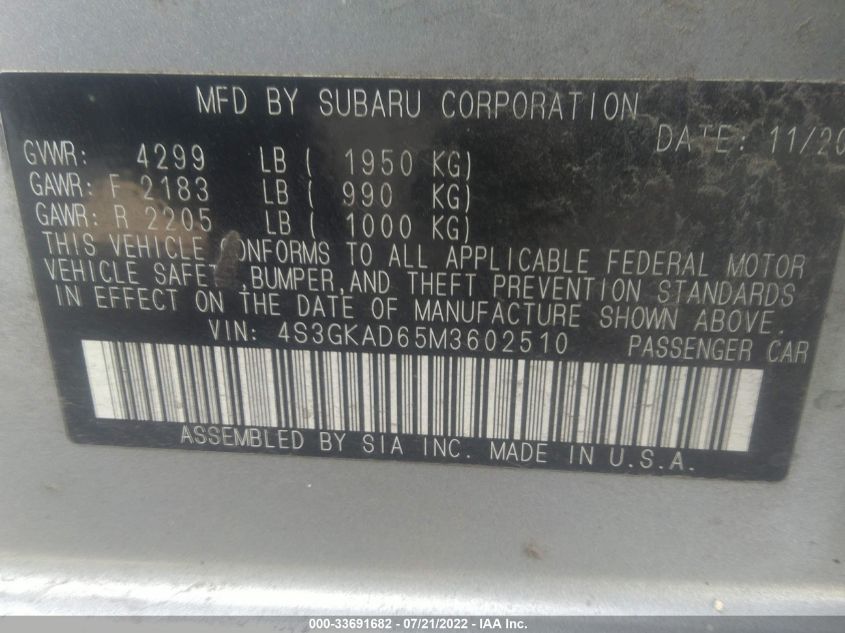 MFD BY SUBARU CORPORATION
DATE: 11/20
GVWR: 4299 LB ( 1950 KG)
GAWR: F 2183 LB ( 990 KG)
GAWR: R 2205 LB ( 1000 KG)
THIS VEHICLE CONFORMS TO ALL APPLICABLE FEDERAL MOTOR
VEHICLE SAFETY ,BUMPER,AND THEFT PREVENTION STANDARDS
IN EFFECT ON THE DATE OF MANUFACTURE SHOWN ABOVE.
VIN: 4S3GKAD65M3602510 PASSENGER CAR
ASSEMBLED BY SIA INC. MADE IN U.S.A.
000-33691682 - 07/21/2022 - IAA Inc.